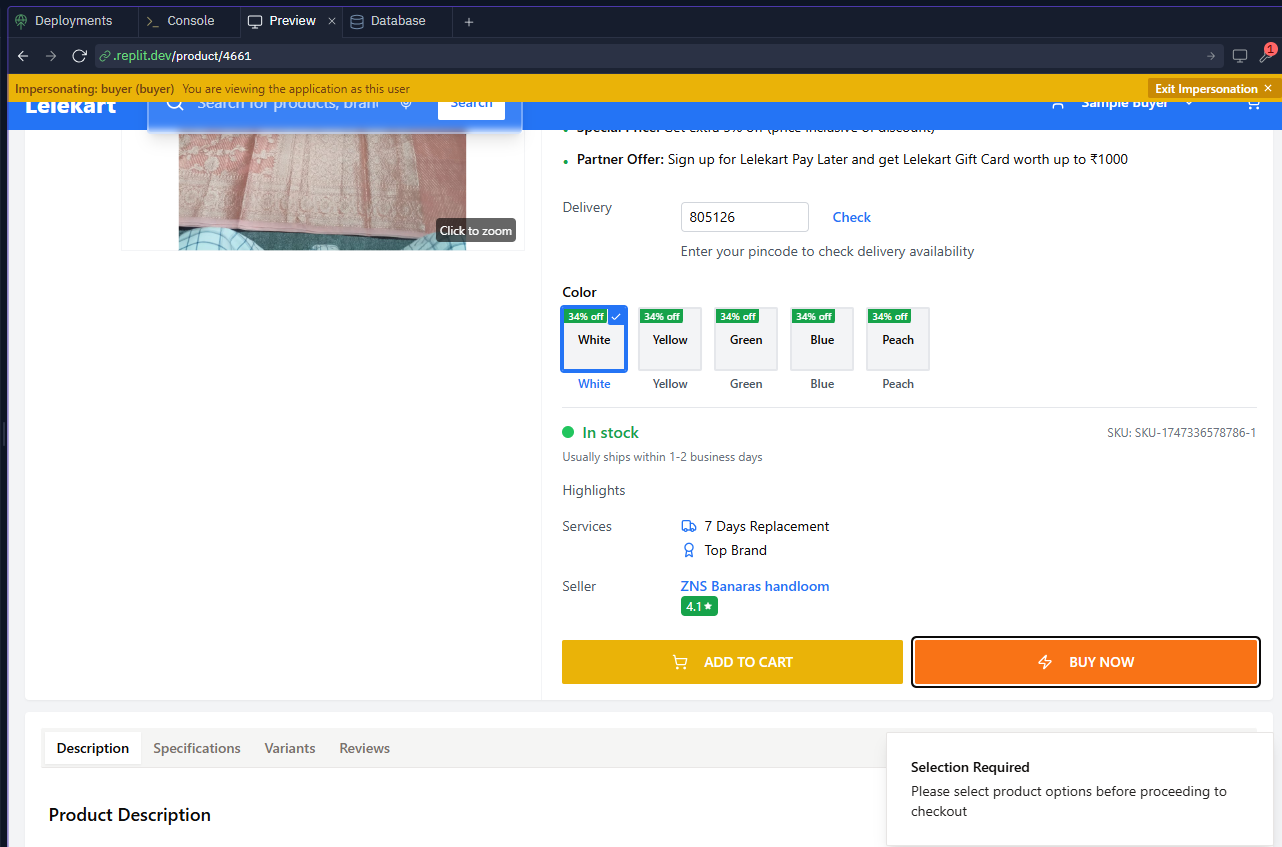 Deployments
Console
Preview
Database
.replit.dev/product/4661
1
Impersonating: buyer (buyer) You are viewing the application as this user
Exit Impersonation
Lelekart
Search for products, bran
Search
Sample Buyer
Special Price: Get extra 5% off (price inclusive of discount)
Partner Offer: Sign up for Lelekart Pay Later and get Lelekart Gift Card worth up to ₹1000
Click to zoom
Delivery
805126
Check
Enter your pincode to check delivery availability
Color
34% off 34% off 34% off 34% off 34% off
White Yellow Green Blue Peach
White Yellow Green Blue Peach
In stock
SKU: SKU-1747336578786-1
Usually ships within 1-2 business days
Highlights
Services
7 Days Replacement
Top Brand
Seller
ZNS Banaras handloom
4.1★
ADD TO CART
BUY NOW
Description Specifications Variants Reviews
Product Description
Selection Required
Please select product options before proceeding to
checkout